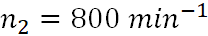 n₂ = 800 min⁻¹